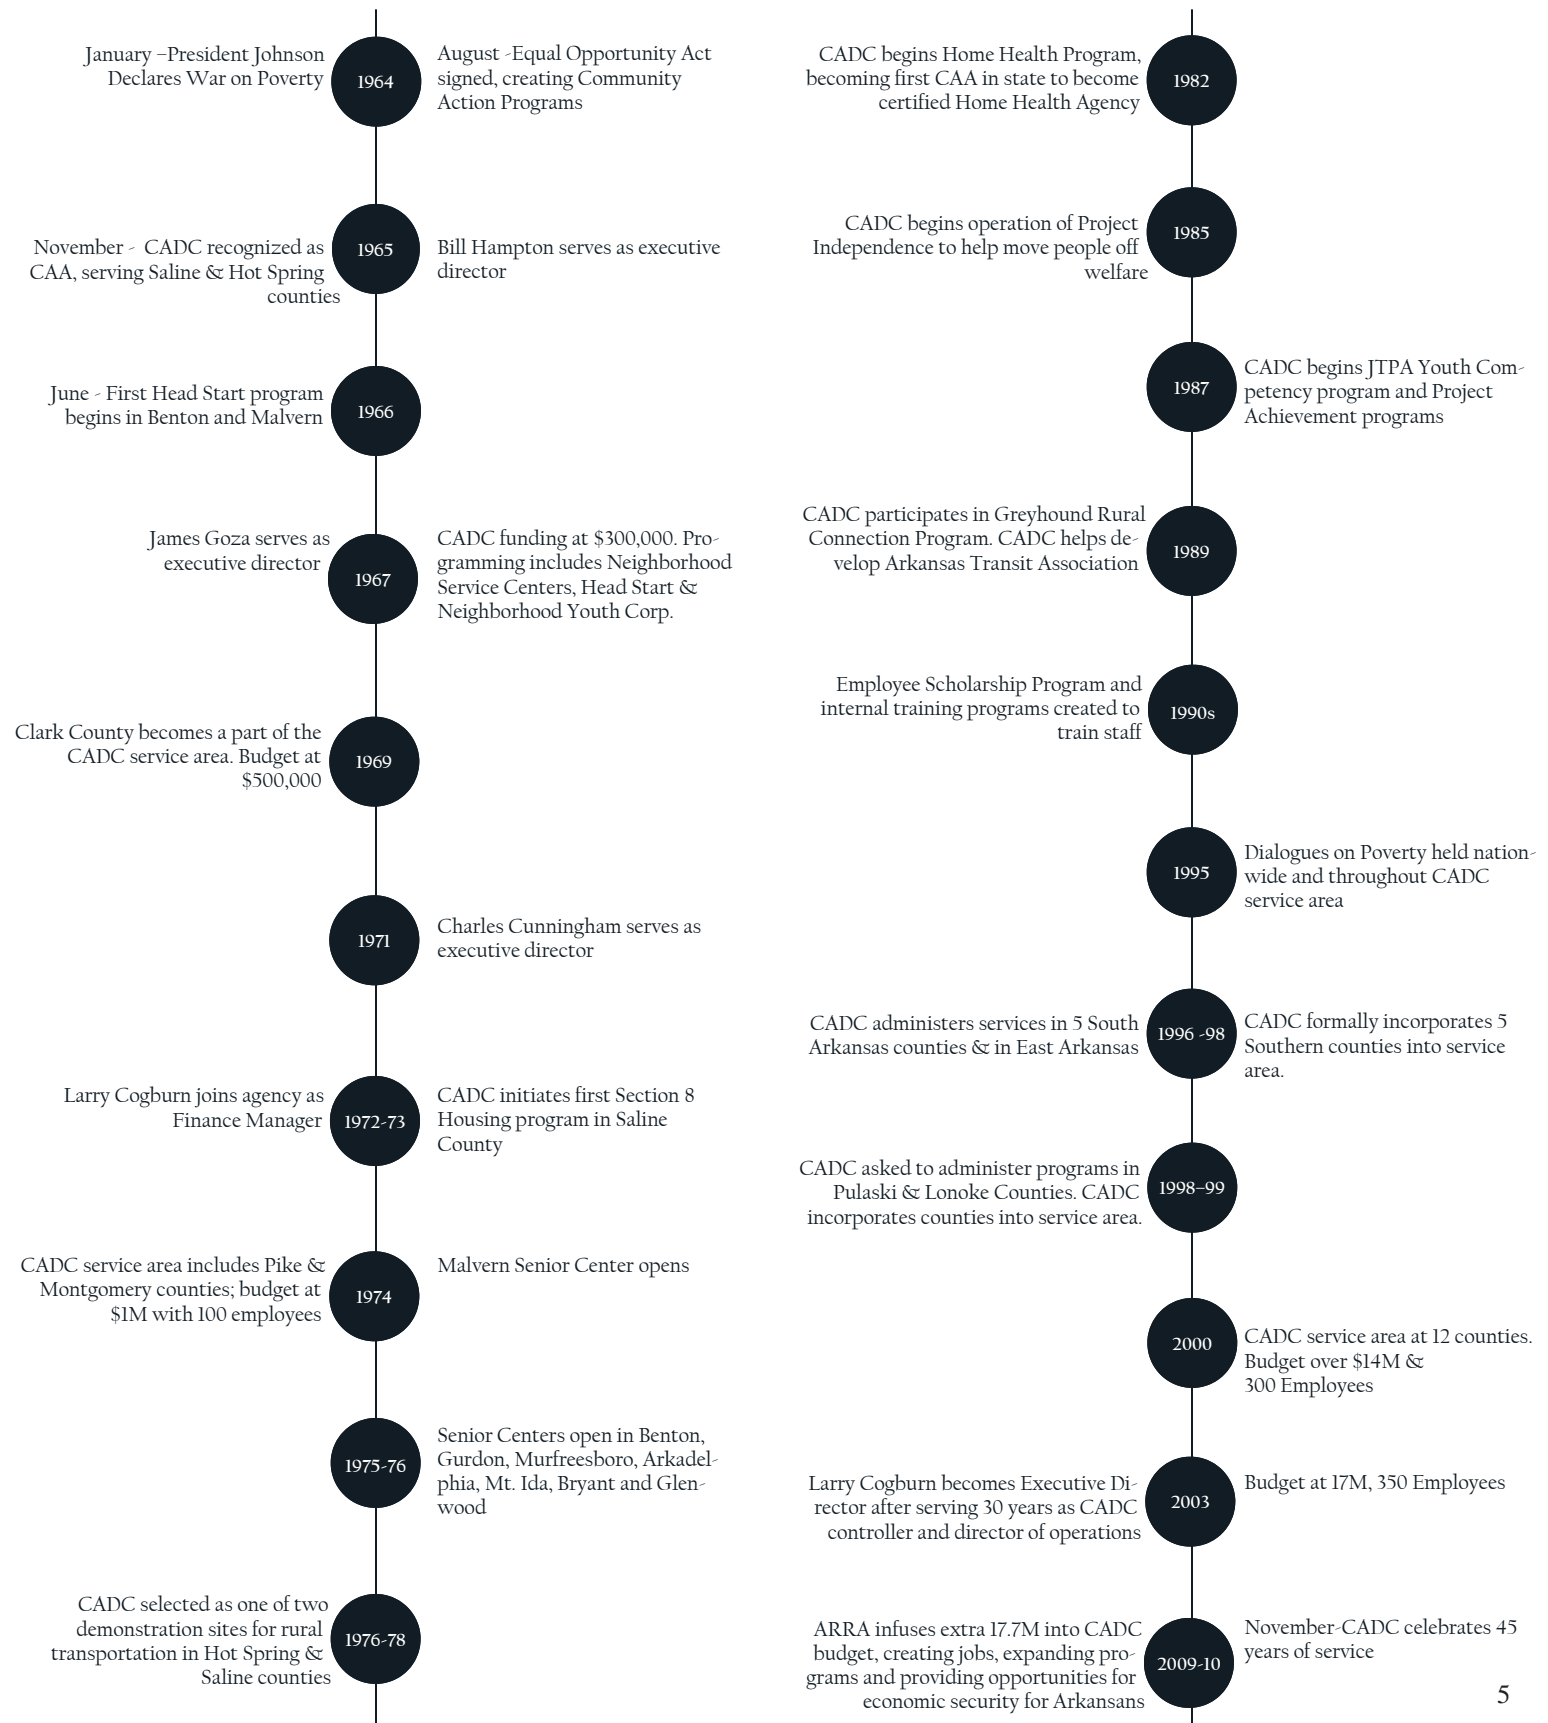 January –President Johnson
Declares War on Poverty
1964
August -Equal Opportunity Act
signed, creating Community
Action Programs
November - CADC recognized as
CAA, serving Saline & Hot Spring
counties
1965
Bill Hampton serves as executive
director
June - First Head Start program
begins in Benton and Malvern
1966
James Goza serves as
executive director
1967
CADC funding at $300,000. Pro-
gramming includes Neighborhood
Service Centers, Head Start &
Neighborhood Youth Corp.
Clark County becomes a part of the
CADC service area. Budget at
$500,000
1969
1971
Charles Cunningham serves as
executive director
Larry Cogburn joins agency as
Finance Manager
1972-73
CADC initiates first Section 8
Housing program in Saline
County
CADC service area includes Pike &
Montgomery counties; budget at
$1M with 100 employees
1974
Malvern Senior Center opens
1975-76
Senior Centers open in Benton,
Gurdon, Murfreesboro, Arkadel-
phia, Mt. Ida, Bryant and Glen-
wood
CADC selected as one of two
demonstration sites for rural
transportation in Hot Spring &
Saline counties
1976-78
CADC begins Home Health Program,
becoming first CAA in state to become
certified Home Health Agency
1982
CADC begins operation of Project
Independence to help move people off
welfare
1985
1987
CADC begins JTPA Youth Com-
petency program and Project
Achievement programs
CADC participates in Greyhound Rural
Connection Program. CADC helps de-
velop Arkansas Transit Association
1989
Employee Scholarship Program and
internal training programs created to
train staff
1990s
1995
Dialogues on Poverty held nation-
wide and throughout CADC
service area
CADC administers services in 5 South
Arkansas counties & in East Arkansas
1996 -98
CADC formally incorporates 5
Southern counties into service
area.
CADC asked to administer programs in
Pulaski & Lonoke Counties. CADC
incorporates counties into service area.
1998–99
2000
CADC service area at 12 counties.
Budget over $14M &
300 Employees
Larry Cogburn becomes Executive Di-
rector after serving 30 years as CADC
controller and director of operations
2003
Budget at 17M, 350 Employees
ARRA infuses extra 17.7M into CADC
budget, creating jobs, expanding pro-
grams and providing opportunities for
economic security for Arkansans
2009-10
November-CADC celebrates 45
years of service
5